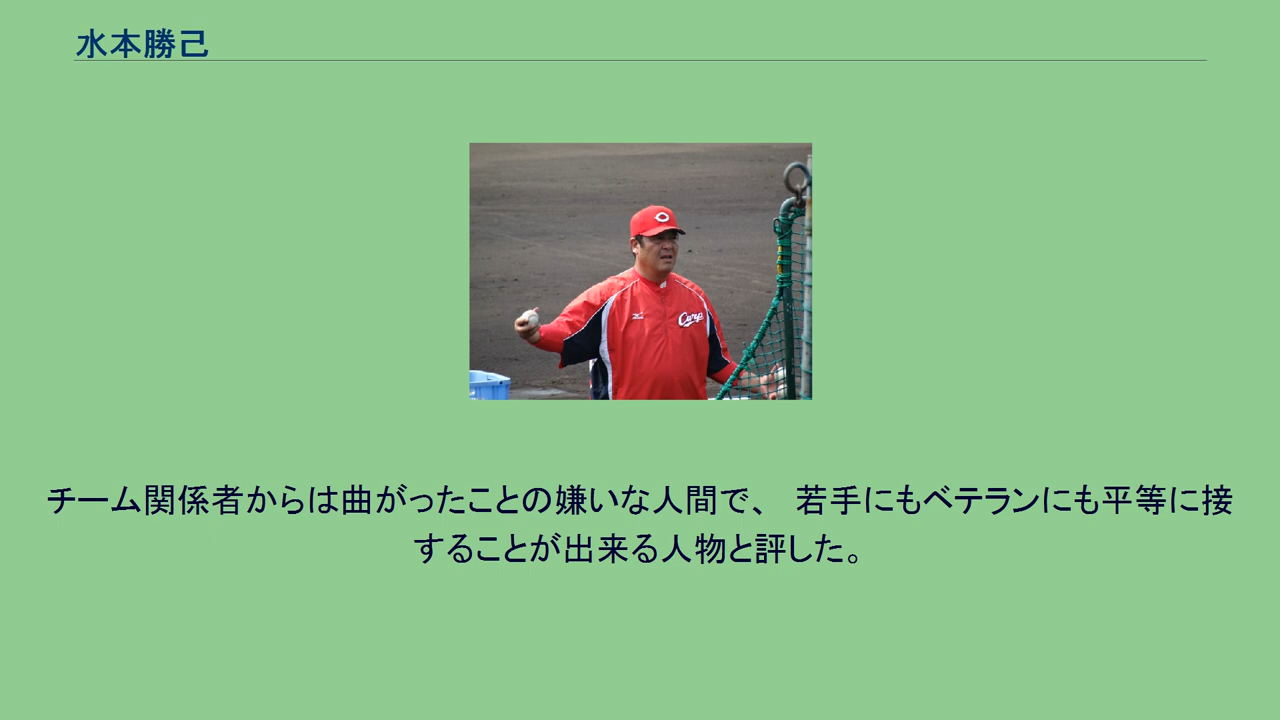 水本勝己
Carp
チーム関係者からは曲がったことの嫌いな人間で、 若手にもベテランにも平等に接
することが出来る人物と評した。